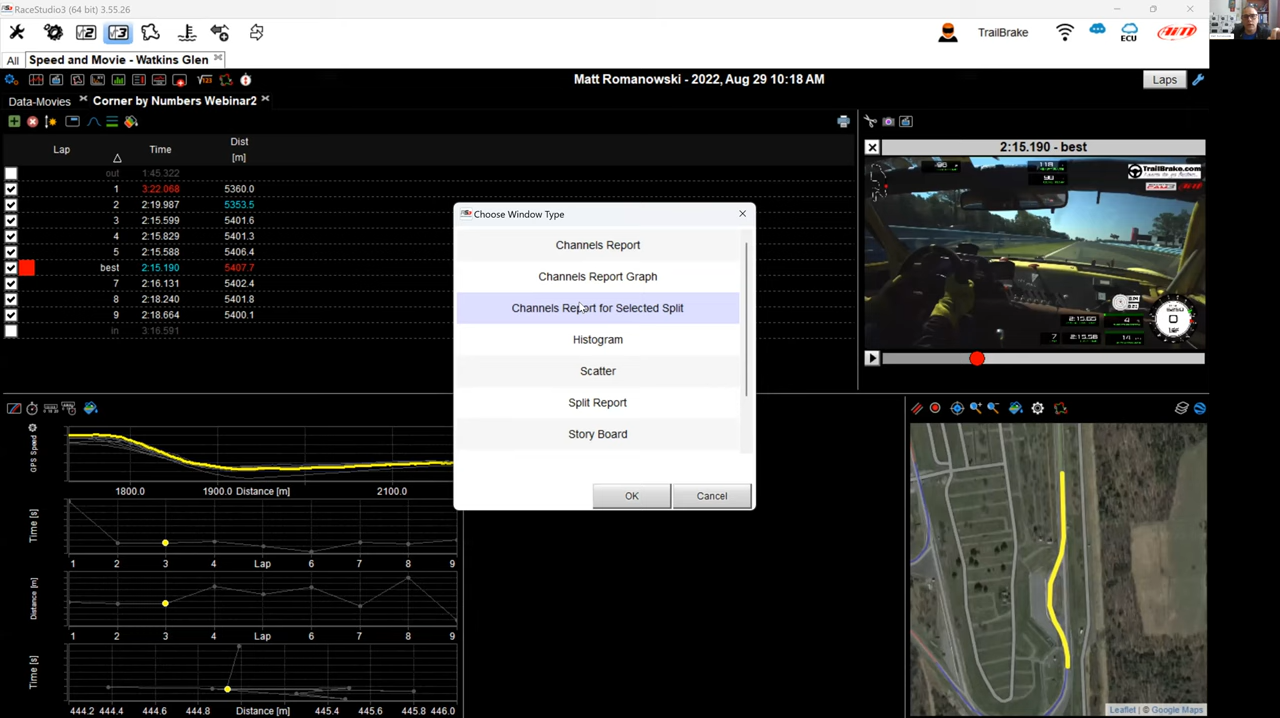 RaceStudio3 (64 bit) 3.55.26
TrailBrake
ECU
All
Speed and Movie - Watkins Glen
Matt Romanowski - 2022, Aug 29 10:18 AM
Laps
Data-Movies
Corner by Numbers Webinar2
Lap
Time
Dist
[m]
out 1:45.322
1 3:22.068 5360.0
2 2:19.987 5353.5
3 2:15.599 5401.6
4 2:15.829 5401.3
5 2:15.588 5406.4
best 2:15.190 5407.7
7 2:16.131 5402.4
8 2:18.240 5401.8
9 2:18.664 5400.1
in 3:16.591
Choose Window Type
Channels Report
Channels Report Graph
Channels Report for Selected Split
Histogram
Scatter
Split Report
Story Board
OK
Cancel
2:15.190 - best
TrailBrake.com
GPS Speed
1800.0 1900.0 Distance [m] 2100.0
Time [s]
1 2 3 4 Lap 6 7 8 9
Distance [m]
1 2 3 4 Lap 6 7 8 9
Time [s]
444.2 444.4 444.6 444.8 Distance [m] 445.4 445.6 445.8 446.0
Leaflet | © Google Maps